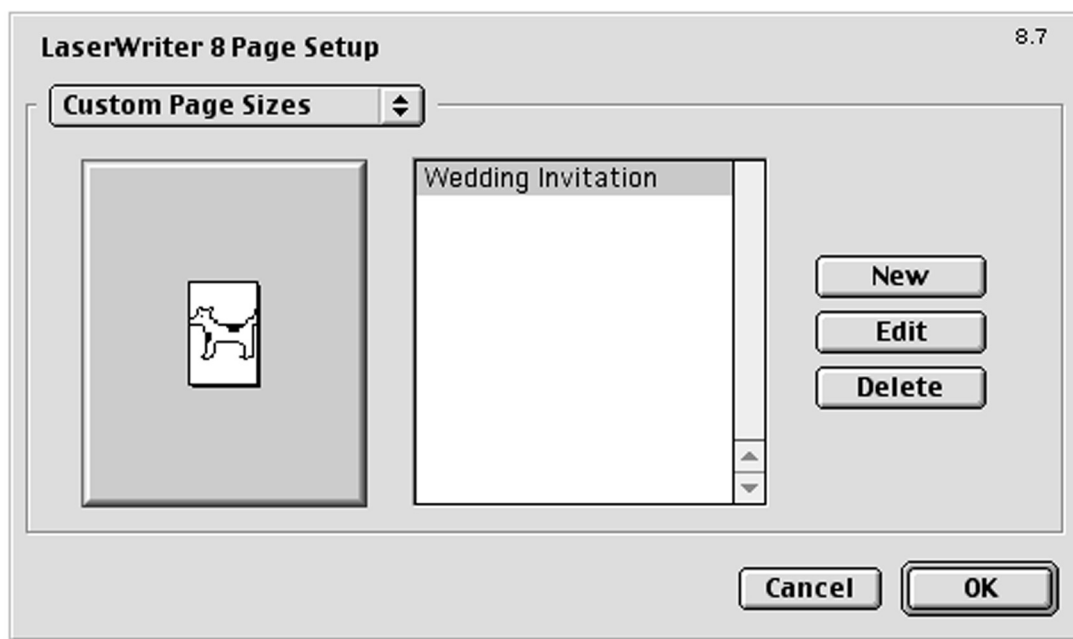 LaserWriter 8 Page Setup
8.7
Custom Page Sizes
Wedding Invitation
New
Edit
Delete
Cancel
OK